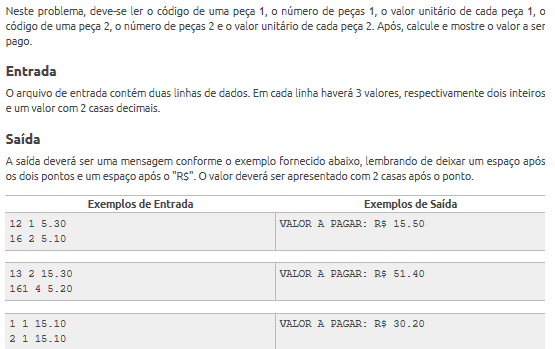 Neste problema, deve-se ler o código de uma peça 1, o número de peças 1, o valor unitário de cada peça 1, o
código de uma peça 2, o número de peças 2 e o valor unitário de cada peça 2. Após, calcule e mostre o valor a ser
pago.
Entrada
O arquivo de entrada contém duas linhas de dados. Em cada linha haverá 3 valores, respectivamente dois inteiros
e um valor com 2 casas decimais.
Saída
A saída deverá ser uma mensagem conforme o exemplo fornecido abaixo, lembrando de deixar um espaço após
os dois pontos e um espaço após o "R$". O valor deverá ser apresentado com 2 casas após o ponto.
Exemplos de Entrada Exemplos de Saída
12 1 5.30 VALOR A PAGAR: R$ 15.50
16 2 5.10
13 2 15.30 VALOR A PAGAR: R$ 51.40
161 4 5.20
1 1 15.10 VALOR A PAGAR: R$ 30.20
2 1 15.10